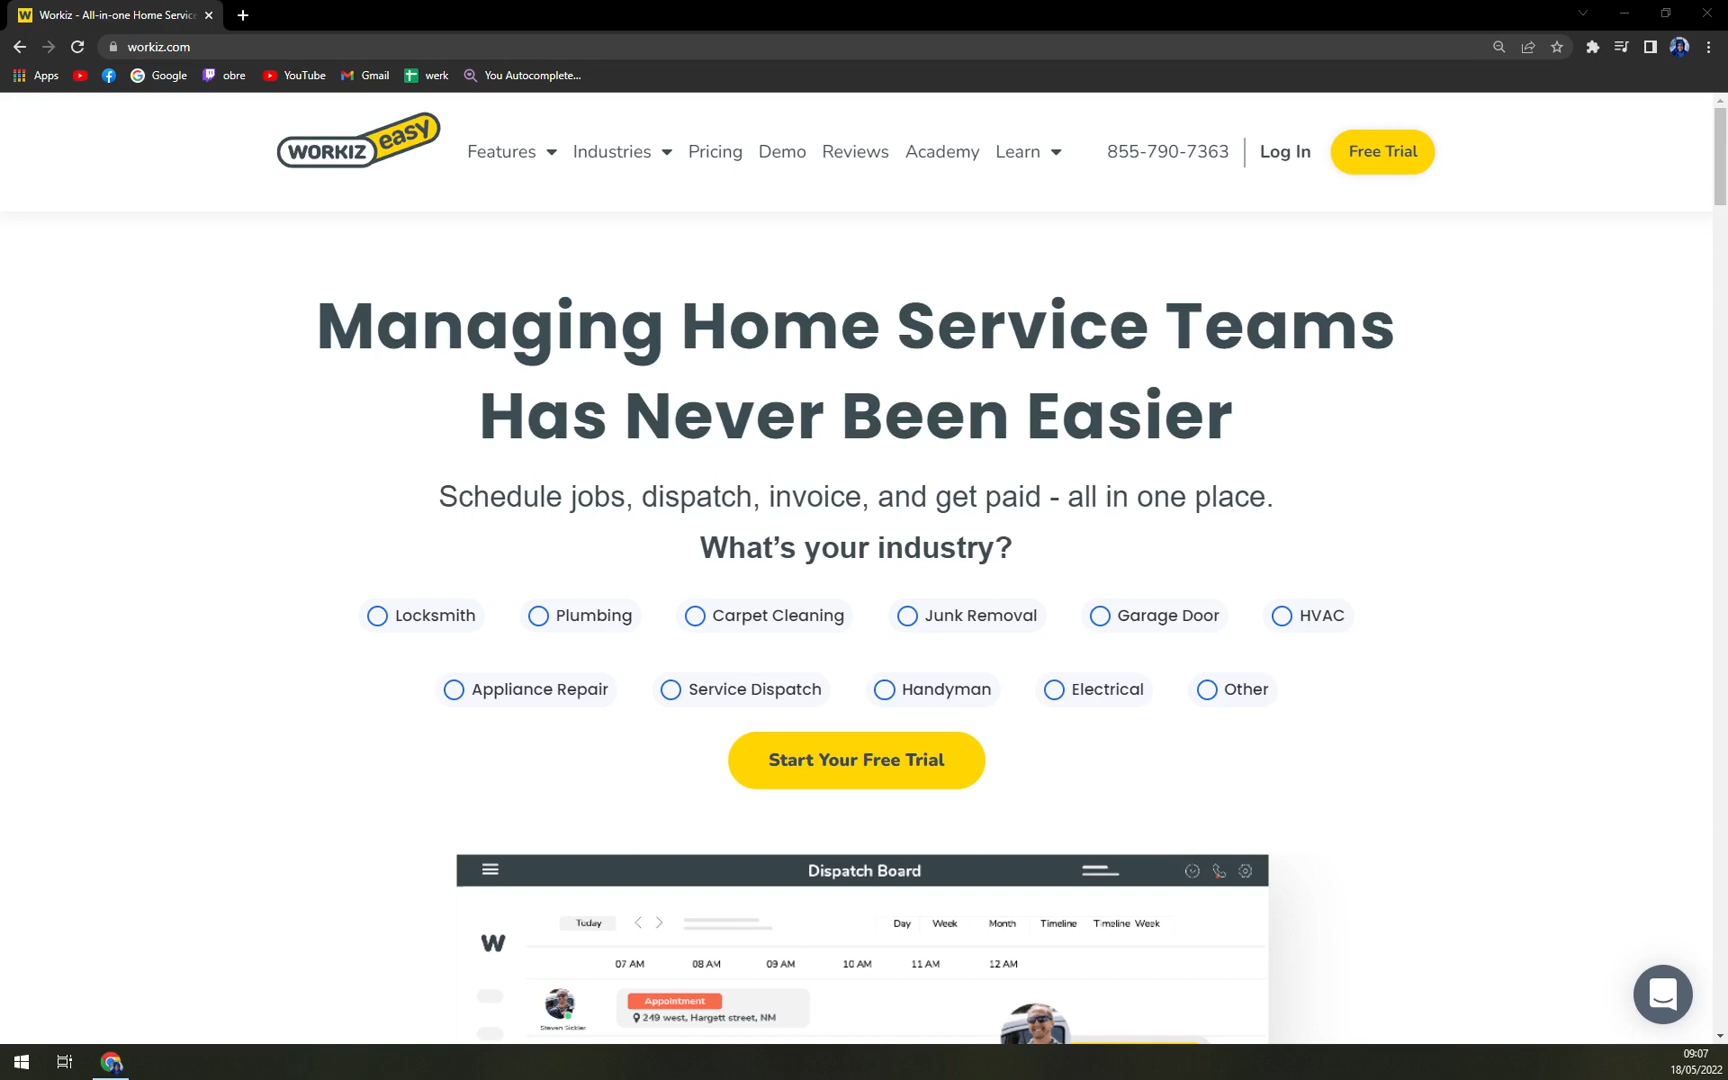 Workiz - All-in-one Home Service
workiz.com
Apps
Google
obre
YouTube
Gmail
werk
You Autocomplete...
WORKIZ easy
Features
Industries
Pricing
Demo
Reviews
Academy
Learn
855-790-7363
Log In
Free Trial
Managing Home Service Teams
Has Never Been Easier
Schedule jobs, dispatch, invoice, and get paid - all in one place.
What's your industry?
Locksmith
Plumbing
Carpet Cleaning
Junk Removal
Garage Door
HVAC
Appliance Repair
Service Dispatch
Handyman
Electrical
Other
Start Your Free Trial
Dispatch Board
Today
Day
Week
Month
Timeline
Timeline Week
W
07 AM
08 AM
09 AM
10 AM
11 AM
12 AM
Appointment
249 west, Hargett street, NM
Steven Sickler
09:07
18/05/2022